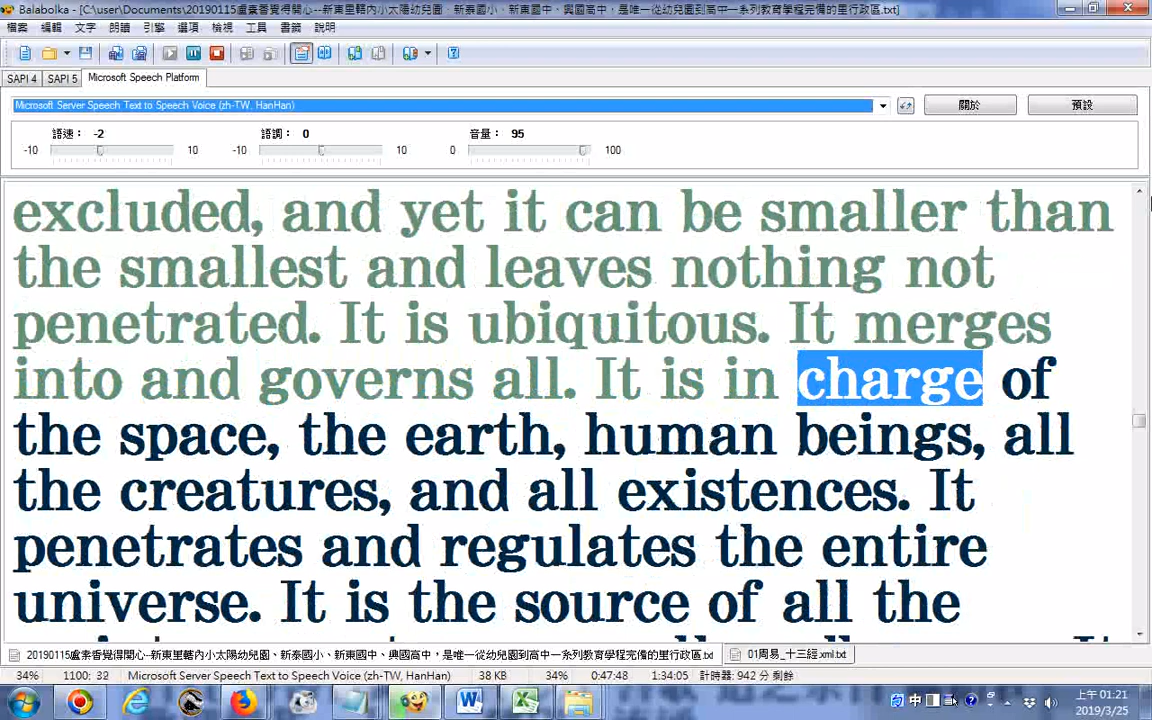 Balabolka - [C:\user\Documents\20190115盧素香覺得開心--新東里轄內小太陽幼兒園、新泰國小、新東國中、興國高中，是唯一從幼兒園到高中一系列教育學程完備的里行政區.txt]
檔案 編輯 文字 朗讀 引擎 選項 檢視 工具 書籤 說明
SAPI 4 SAPI 5 Microsoft Speech Platform
Microsoft Server Speech Text to Speech Voice (zh-TW, HanHan) 關於 預設
語速： -2 語調： 0 音量： 95
-10 10 -10 10 0 100
excluded, and yet it can be smaller than
the smallest and leaves nothing not
penetrated. It is ubiquitous. It merges
into and governs all. It is in charge of
the space, the earth, human beings, all
the creatures, and all existences. It
penetrates and regulates the entire
universe. It is the source of all the
20190115盧素香覺得開心--新東里轄內小太陽幼兒園、新泰國小、新東國中、興國高中，是唯一從幼兒園到高中一系列教育學程完備的里行政區.txt 01周易_十三經.xml.txt
34% 1100: 32 Microsoft Server Speech Text to Speech Voice (zh-TW, HanHan) 38 KB 34% 0:47:48 1:34:05 計時器: 942 分 剩餘
中 上午 01:21
2019/3/25